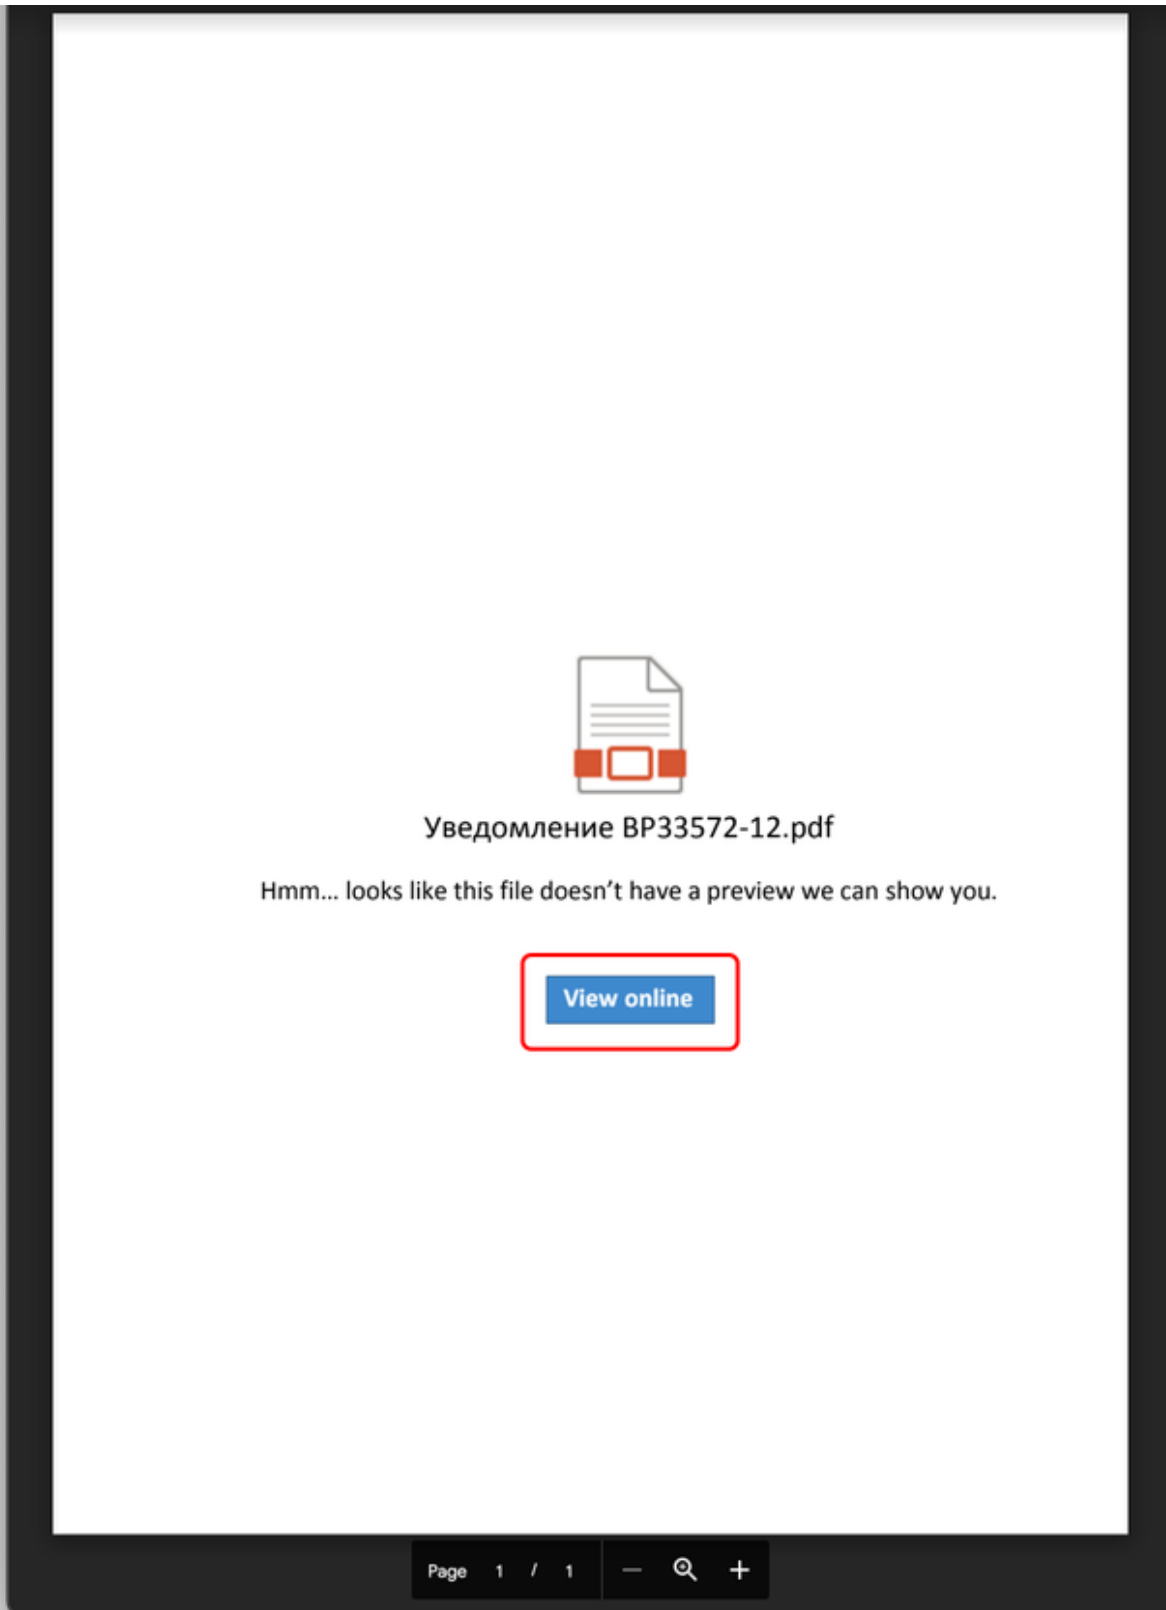 Уведомление BP33572-12.pdf
Hmm... looks like this file doesn't have a preview we can show you.
View online
Page 1 / 1